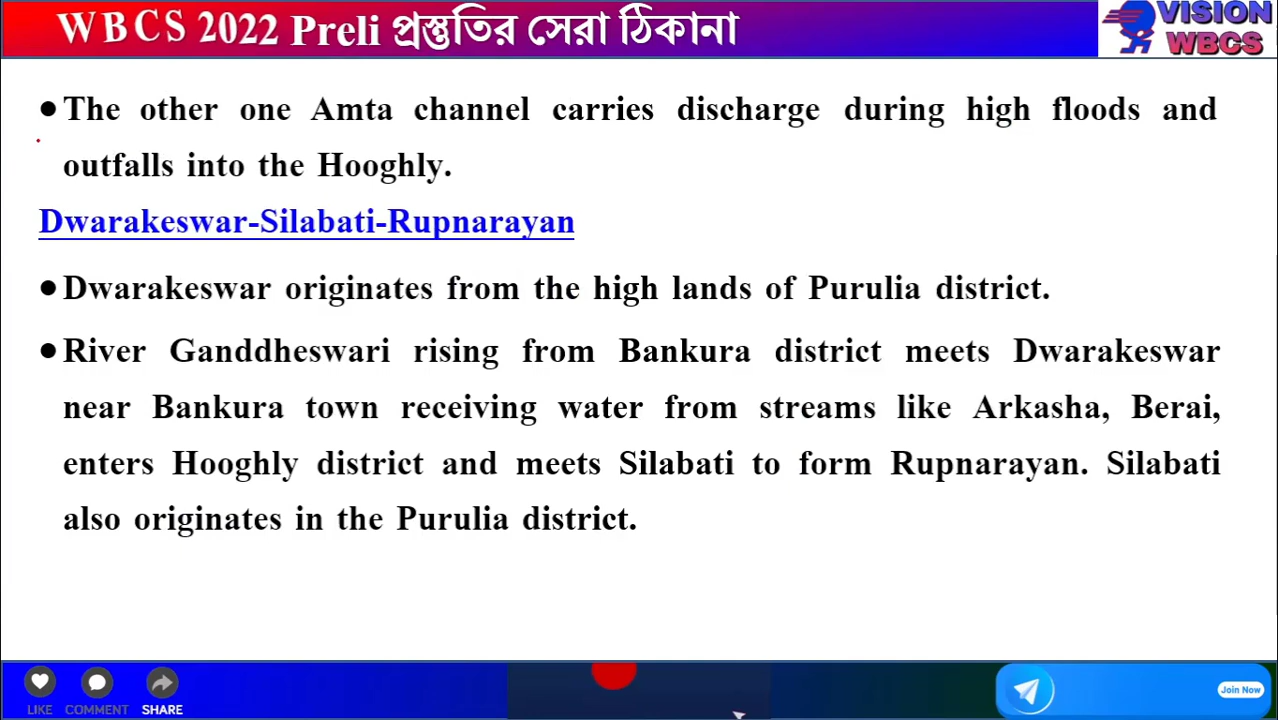 WBCS 2022 Preli প্রস্তুতির সেরা ঠিকানা
VISION
WBCS
● The other one Amta channel carries discharge during high floods and
outfalls into the Hooghly.
Dwarakeswar-Silabati-Rupnarayan
● Dwarakeswar originates from the high lands of Purulia district.
● River Ganddheswari rising from Bankura district meets Dwarakeswar
near Bankura town receiving water from streams like Arkasha, Berai,
enters Hooghly district and meets Silabati to form Rupnarayan. Silabati
also originates in the Purulia district.
LIKE COMMENT SHARE
Join Now